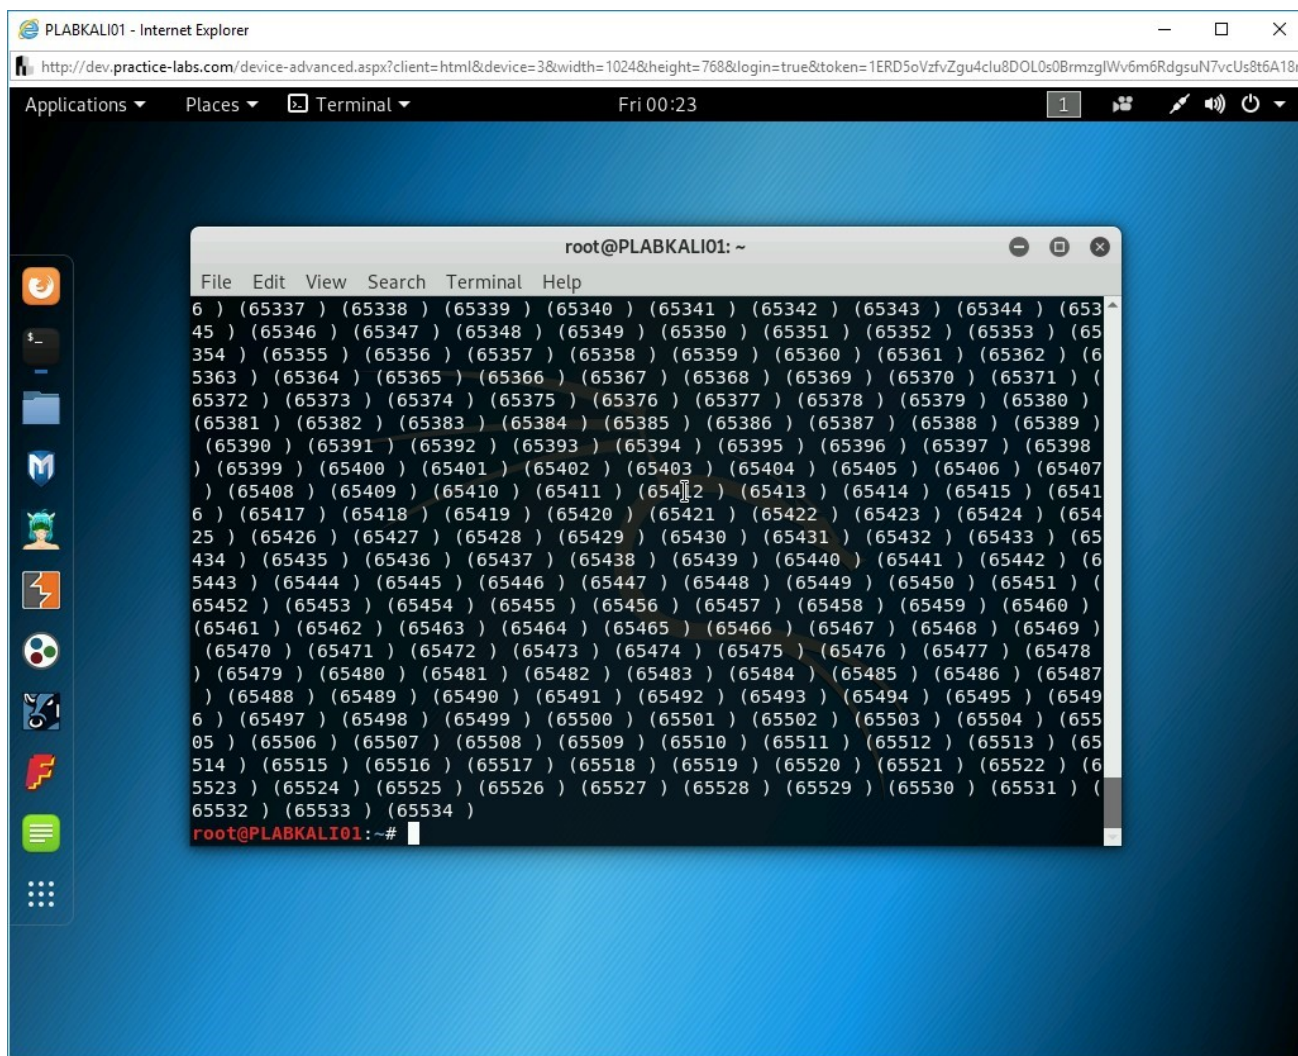 PLABKALI01 - Internet Explorer
http://dev.practice-labs.com/device-advanced.aspx?client=html&device=3&width=1024&height=768&login=true&token=1ERD5oVzfvZgu4clu8DOL0s0BrmzglWv6m6RdgsuN7vcUs8t6A18
Applications Places Terminal Fri 00:23 1
root@PLABKALI01: ~
File Edit View Search Terminal Help
6 ) (65337 ) (65338 ) (65339 ) (65340 ) (65341 ) (65342 ) (65343 ) (65344 ) (653
45 ) (65346 ) (65347 ) (65348 ) (65349 ) (65350 ) (65351 ) (65352 ) (65353 ) (65
354 ) (65355 ) (65356 ) (65357 ) (65358 ) (65359 ) (65360 ) (65361 ) (65362 ) (6
5363 ) (65364 ) (65365 ) (65366 ) (65367 ) (65368 ) (65369 ) (65370 ) (65371 ) (
65372 ) (65373 ) (65374 ) (65375 ) (65376 ) (65377 ) (65378 ) (65379 ) (65380 )
(65381 ) (65382 ) (65383 ) (65384 ) (65385 ) (65386 ) (65387 ) (65388 ) (65389 )
(65390 ) (65391 ) (65392 ) (65393 ) (65394 ) (65395 ) (65396 ) (65397 ) (65398
) (65399 ) (65400 ) (65401 ) (65402 ) (65403 ) (65404 ) (65405 ) (65406 ) (65407
) (65408 ) (65409 ) (65410 ) (65411 ) (65412 ) (65413 ) (65414 ) (65415 ) (6541
6 ) (65417 ) (65418 ) (65419 ) (65420 (65421 ) (65422 ) (65423 ) (65424 ) (654
25 ) (65426 ) (65427 ) (65428 ) (65429 ) (65430 ) (65431 ) (65432 ) (65433 ) (65
434 ) (65435 ) (65436 ) (65437 ) (65438 ) (65439 ) (65440 ) (65441 ) (65442 ) (6
5443 ) (65444 ) (65445 ) (65446 ) (65447 ) (65448 ) (65449 ) (65450 ) (65451 ) (
65452 ) (65453 ) (65454 ) (65455 ) (65456 ) (65457 ) (65458 ) (65459 ) (65460 )
(65461 ) (65462 ) (65463 ) (65464 ) (65465 (65466 ) (65467 ) (65468 ) (65469 )
(65470 ) (65471 ) (65472 ) (65473 ) (65474 ) (65475 ) (65476 ) (65477 ) (65478
) (65479 ) (65480 ) (65481 ) (65482 ) (65483 ) (65484 ) (65485 ) (65486 ) (65487
) (65488 ) (65489 ) (65490 ) (65491 ) (65492 ) (65493 ) (65494 ) (65495 ) (6549
6 ) (65497 ) (65498 ) (65499 ) (65500 ) (65501 ) (65502 ) (65503 ) (65504 ) (655
05 ) (65506 ) (65507 ) (65508 ) (65509 ) (65510 ) (65511 ) (65512 ) (65513 ) (65
514 ) (65515 ) (65516 ) (65517 ) (65518 ) (65519 ) (65520 ) (65521 ) (65522 ) (6
5523 ) (65524 ) (65525 ) (65526 ) (65527 ) (65528 ) (65529 ) (65530 ) (65531 ) (
65532 ) (65533 ) (65534 )
root@PLABKALI01:~#